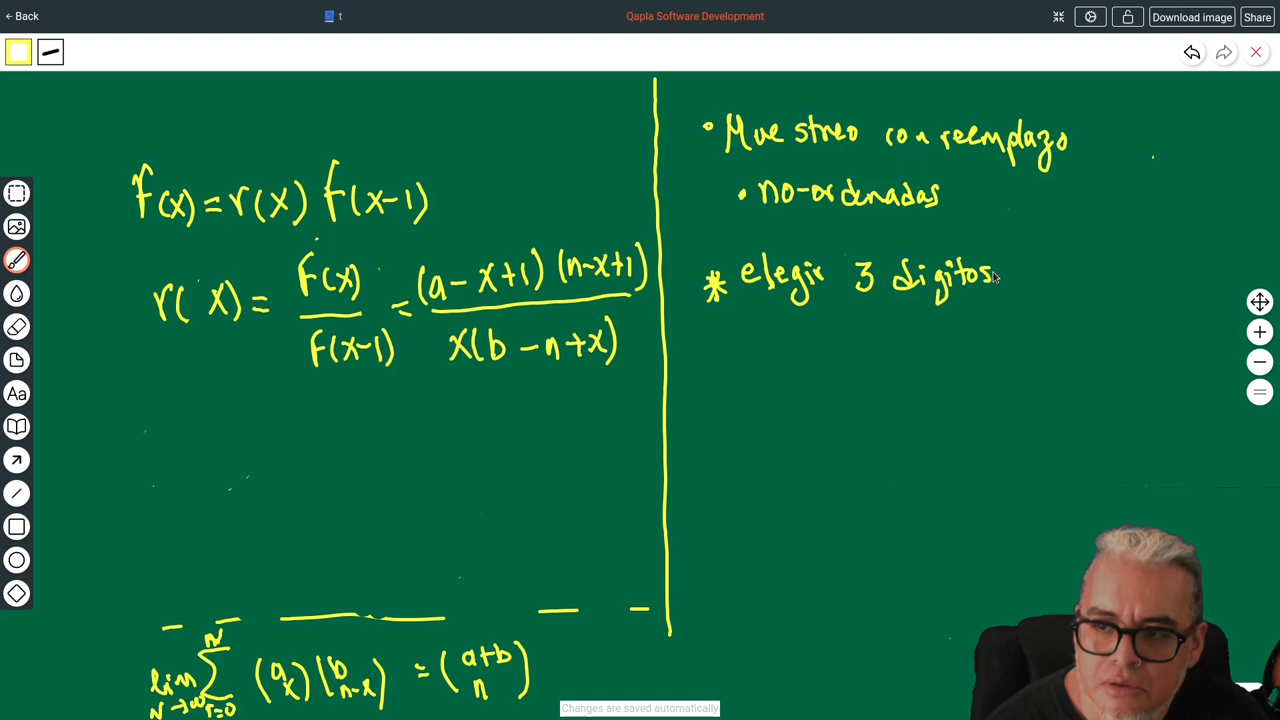 Back
t
Qapla Software Development
Download image
Share
Aa
f(x) = r(x) f(x-1)
r(x) = f(x) / f(x-1) = (a-x+1)(n-x+1) / x(b-n+x)
lim N→∞ Σ N r=0 (a x)(b n-x) = (a+b n)
• Muestreo con reemplazo
• no-ordenadas
* elegir 3 digitos
Changes are saved automatically